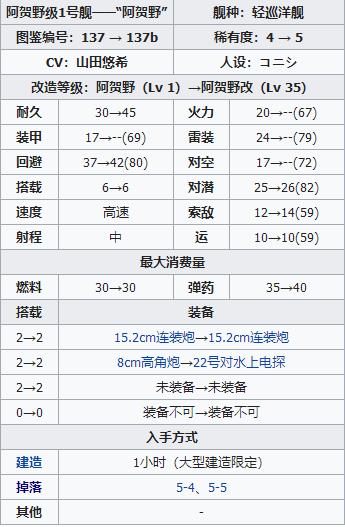 阿贺野级1号舰——“阿贺野” 舰种：轻巡洋舰
图鉴编号：137 → 137b 稀有度：4 → 5
CV：山田悠希 人设：コニシ
改造等级：阿贺野（Lv 1）→阿贺野改（Lv 35）
耐久 30→45 火力 20→--(67)
装甲 17→--(69) 雷装 24→--(79)
回避 37→42(80) 对空 17→--(72)
搭载 6→6 对潜 25→26(82)
速度 高速 索敌 12→14(59)
射程 中 运 10→10(59)
最大消费量
燃料 30→30 弹药 35→40
搭载 装备
2→2 15.2cm连装炮→15.2cm连装炮
2→2 8cm高角炮→22号对水上电探
2→2 未装备→未装备
0→0 装备不可→装备不可
入手方式
建造 1小时（大型建造限定）
掉落 5-4、5-5
其他 -